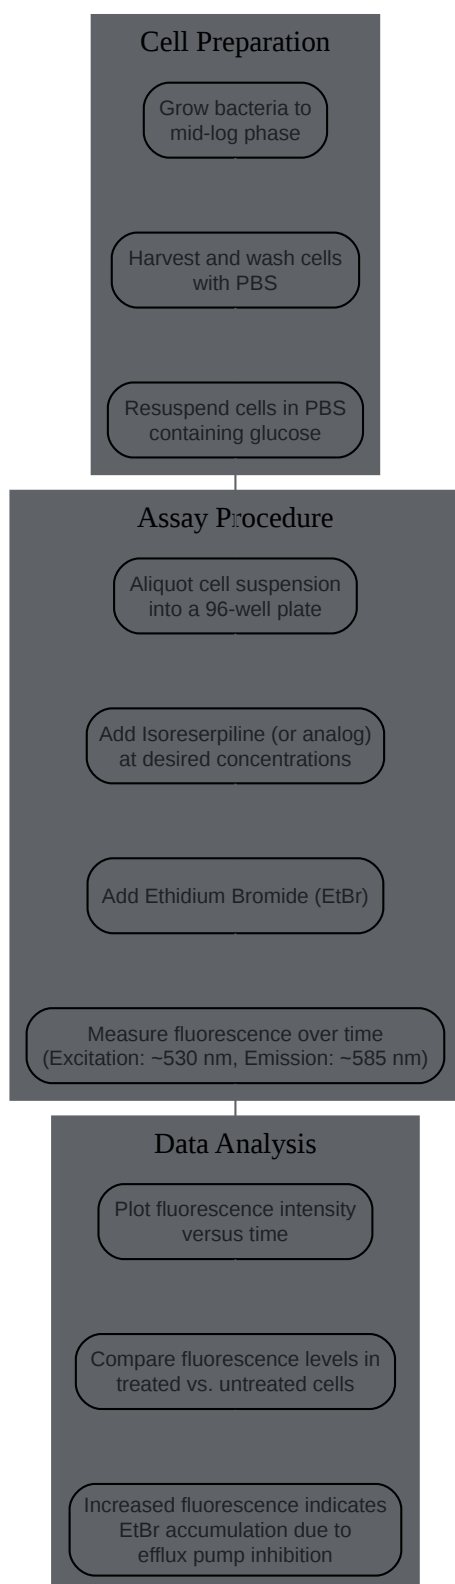 Cell Preparation
Grow bacteria to
mid-log phase
Harvest and wash cells
with PBS
Resuspend cells in PBS
containing glucose
Assay Procedure
Aliquot cell suspension
into a 96-well plate
Add Isoreserpiline (or analog)
at desired concentrations
Add Ethidium Bromide (EtBr)
Measure fluorescence over time
(Excitation: ~530 nm, Emission: ~585 nm)
Data Analysis
Plot fluorescence intensity
versus time
Compare fluorescence levels in
treated vs. untreated cells
Increased fluorescence indicates
EtBr accumulation due to
efflux pump inhibition